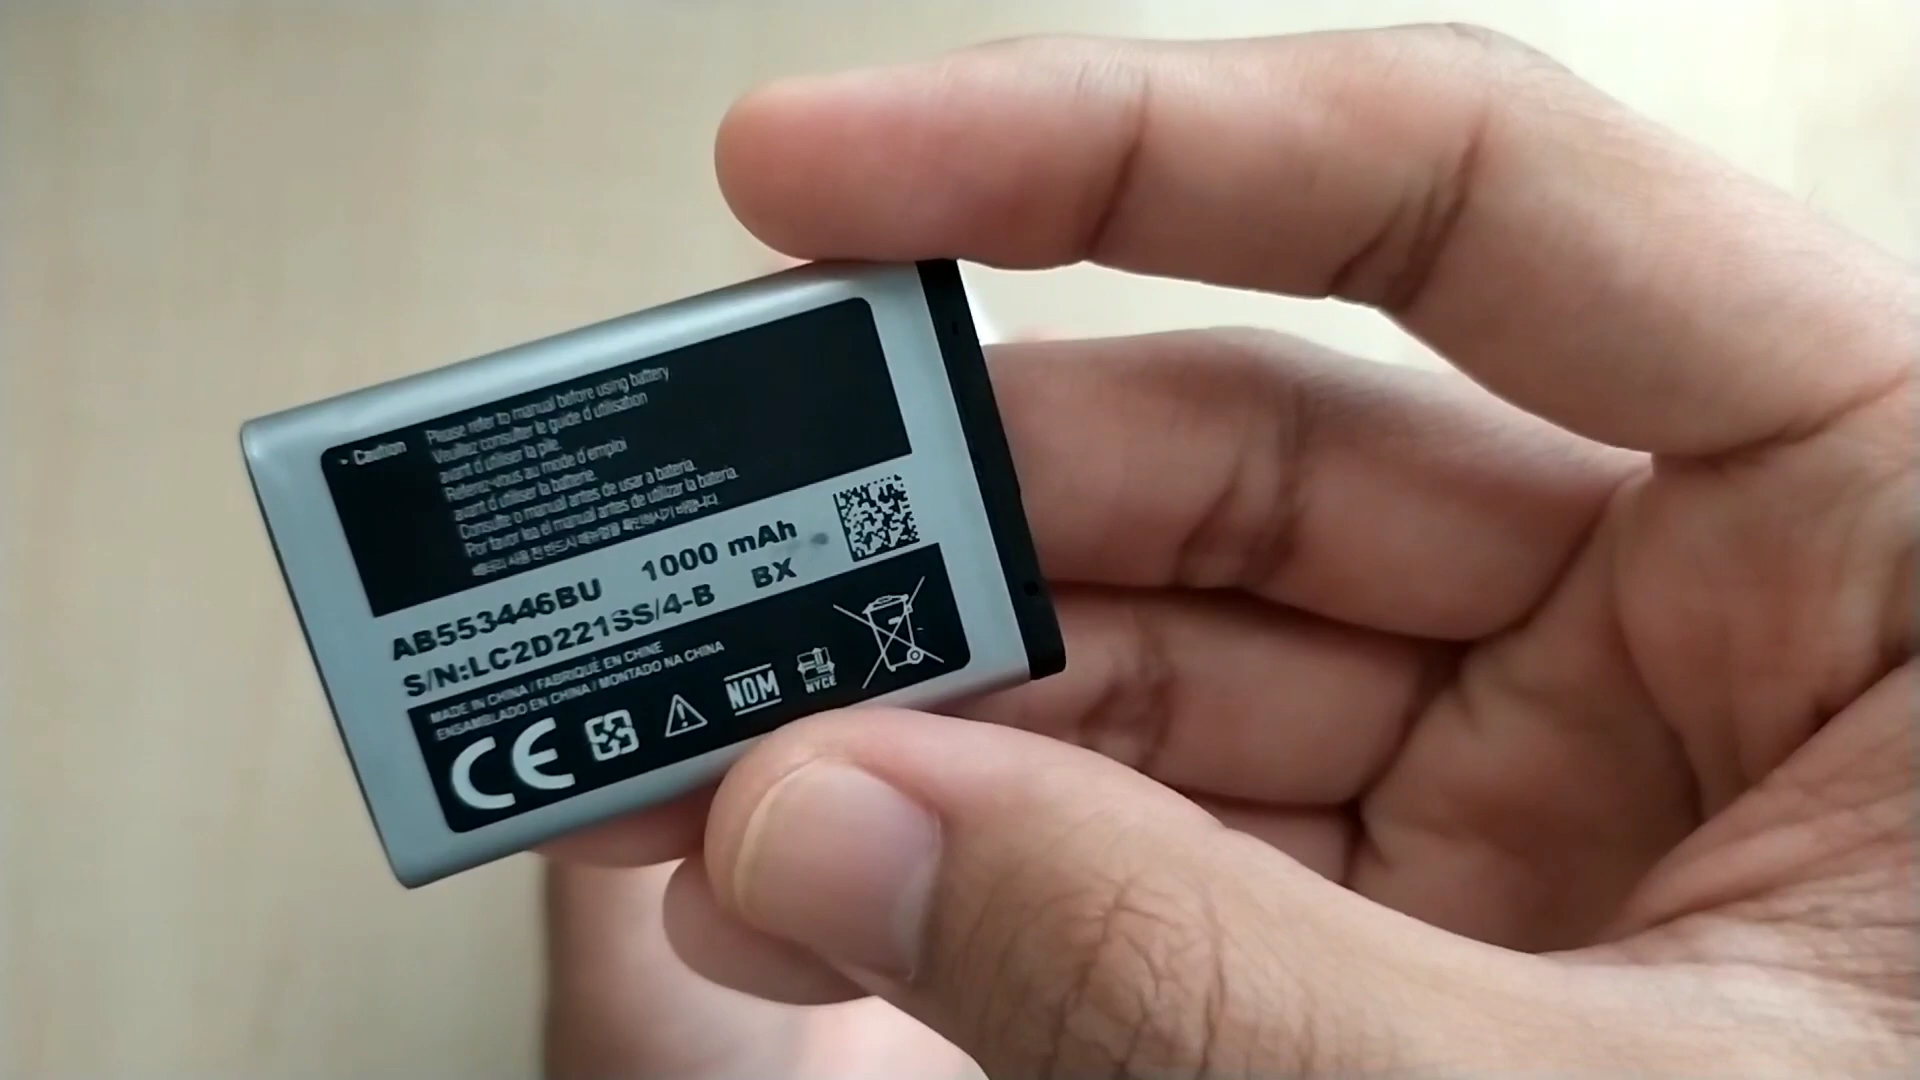 Caution
Please refer to manual before using battery
Veuillez consulter le guide d'utilisation
avant d'utiliser la pile.
Referez-vous au mode d'emploi
avant d'utiliser la batterie.
Consulte o manual antes de usar a bateria.
Por favor lea el manual antes de utilizar la batería.
AB553446BU 1000 mAh
S/N:LC2D221SS/4-B BX
MADE IN CHINA / FABRIQUÉ EN CHINE
ENSAMBLADO EN CHINA / MONTADO NA CHINA
CE
NOM
NYCE